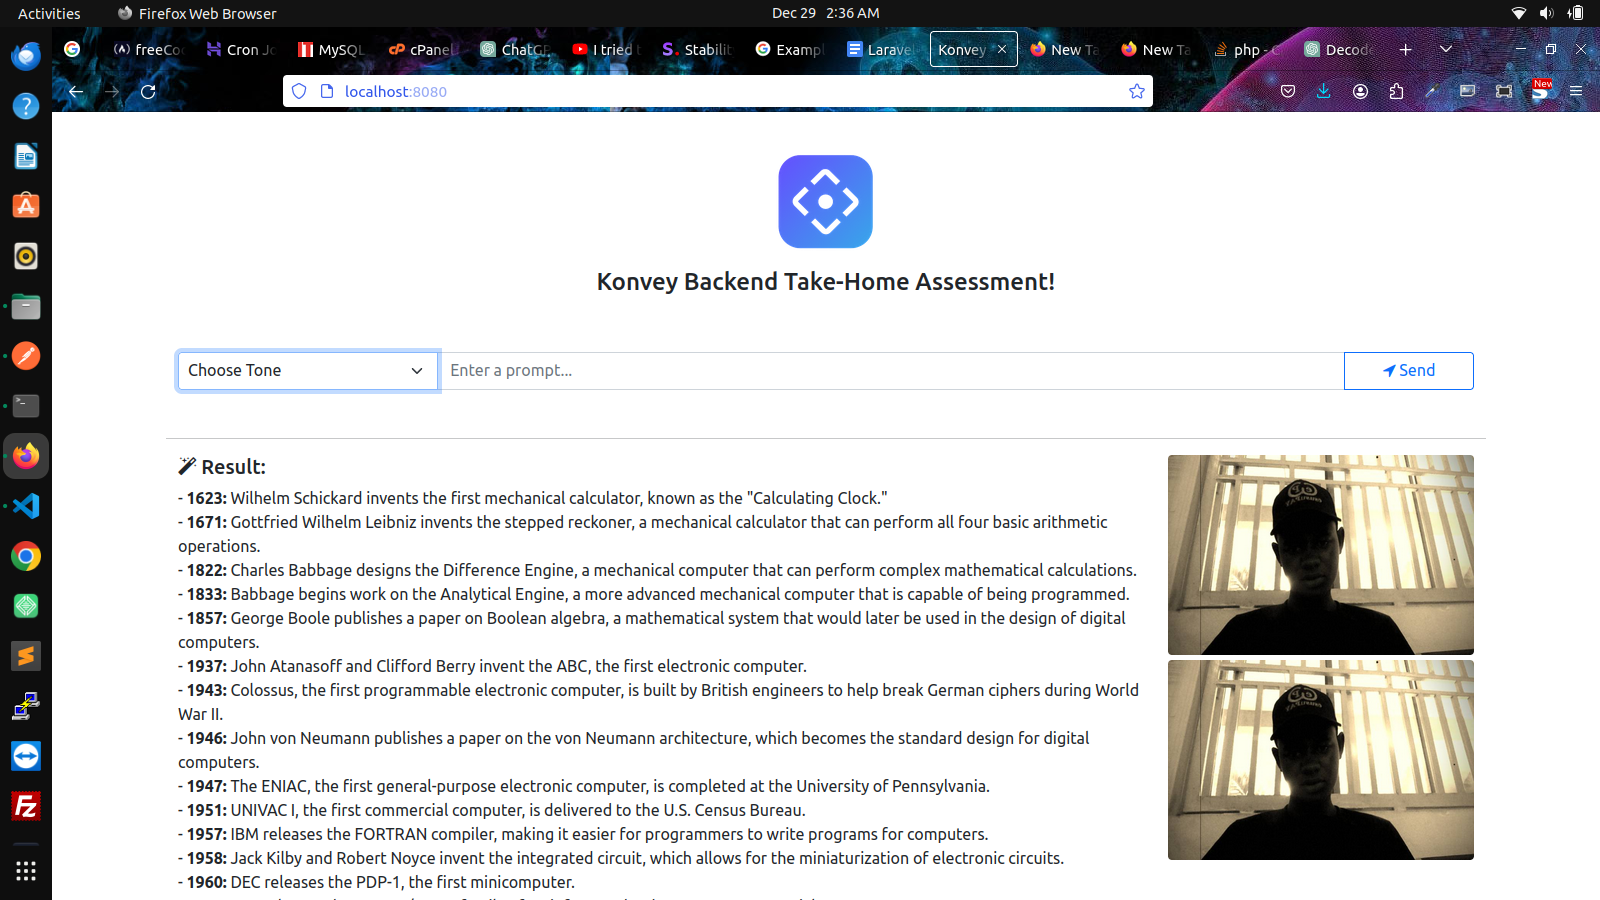 Activities
Firefox Web Browser
Dec 29 2:36 AM
freeCo
Cron Jo
MySQL
cPanel
ChatGP
I tried t
Stabilit
Exampl
Laravel
Konvey
New Ta
New Ta
php - C
Decode
localhost:8080
New
Konvey Backend Take-Home Assessment!
Choose Tone
Enter a prompt...
Send
Result:
- 1623: Wilhelm Schickard invents the first mechanical calculator, known as the "Calculating Clock."
- 1671: Gottfried Wilhelm Leibniz invents the stepped reckoner, a mechanical calculator that can perform all four basic arithmetic
operations.
- 1822: Charles Babbage designs the Difference Engine, a mechanical computer that can perform complex mathematical calculations.
- 1833: Babbage begins work on the Analytical Engine, a more advanced mechanical computer that is capable of being programmed.
- 1857: George Boole publishes a paper on Boolean algebra, a mathematical system that would later be used in the design of digital
computers.
- 1937: John Atanasoff and Clifford Berry invent the ABC, the first electronic computer.
- 1943: Colossus, the first programmable electronic computer, is built by British engineers to help break German ciphers during World
War II.
- 1946: John von Neumann publishes a paper on the von Neumann architecture, which becomes the standard design for digital
computers.
- 1947: The ENIAC, the first general-purpose electronic computer, is completed at the University of Pennsylvania.
- 1951: UNIVAC I, the first commercial computer, is delivered to the U.S. Census Bureau.
- 1957: IBM releases the FORTRAN compiler, making it easier for programmers to write programs for computers.
- 1958: Jack Kilby and Robert Noyce invent the integrated circuit, which allows for the miniaturization of electronic circuits.
- 1960: DEC releases the PDP-1, the first minicomputer.